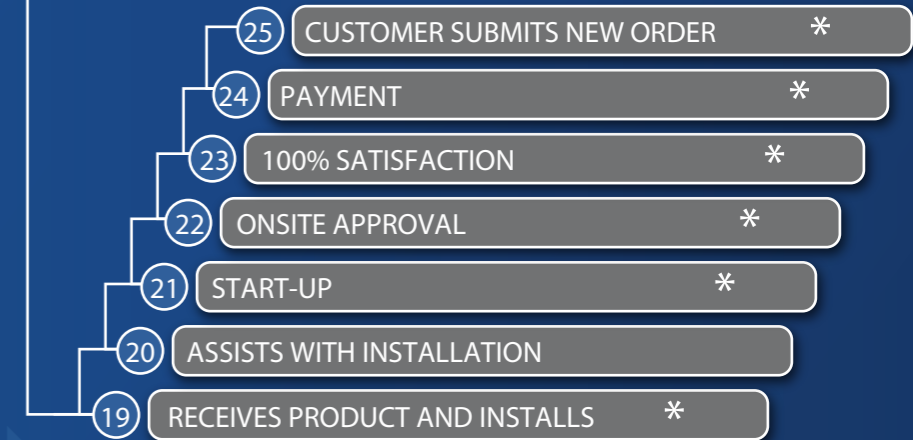 25 CUSTOMER SUBMITS NEW ORDER *
24 PAYMENT *
23 100% SATISFACTION *
22 ONSITE APPROVAL *
21 START-UP *
20 ASSISTS WITH INSTALLATION
19 RECEIVES PRODUCT AND INSTALLS *